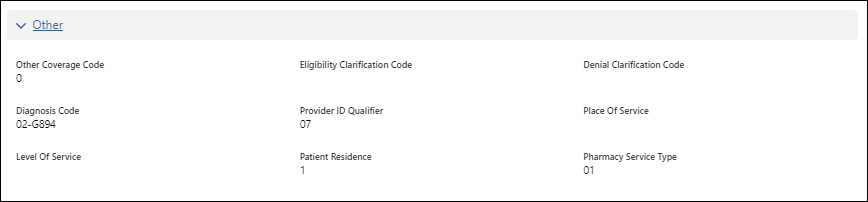 Other
Other Coverage Code
0
Eligibility Clarification Code
Denial Clarification Code
Diagnosis Code
02-G894
Provider ID Qualifier
07
Place Of Service
Level Of Service
Patient Residence
1
Pharmacy Service Type
01